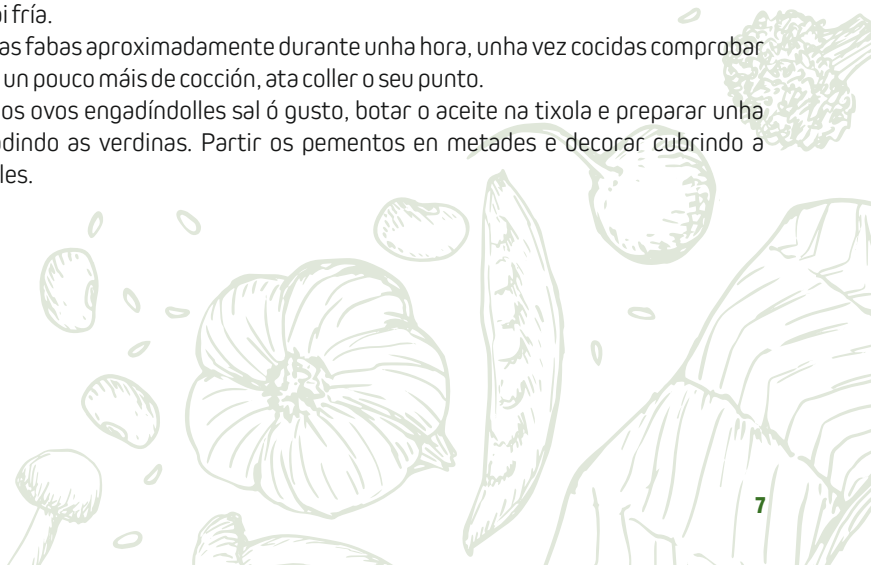 fría.
as fabas aproximadamente durante unha hora, unha vez cocidas comprobar
un pouco máis de cocción, ata coller o seu punto.
os ovos engadíndolles sal ó gusto, botar o aceite na tixola e preparar unha
dindo as verdinas. Partir os pementos en metades e decorar cubrindo a
les.
7